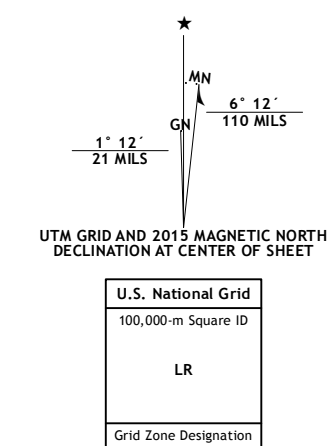 ★
MN
6° 12´
110 MILS
GN
1° 12´
21 MILS
UTM GRID AND 2015 MAGNETIC NORTH
DECLINATION AT CENTER OF SHEET
U.S. National Grid
100,000-m Square ID
LR
Grid Zone Designation